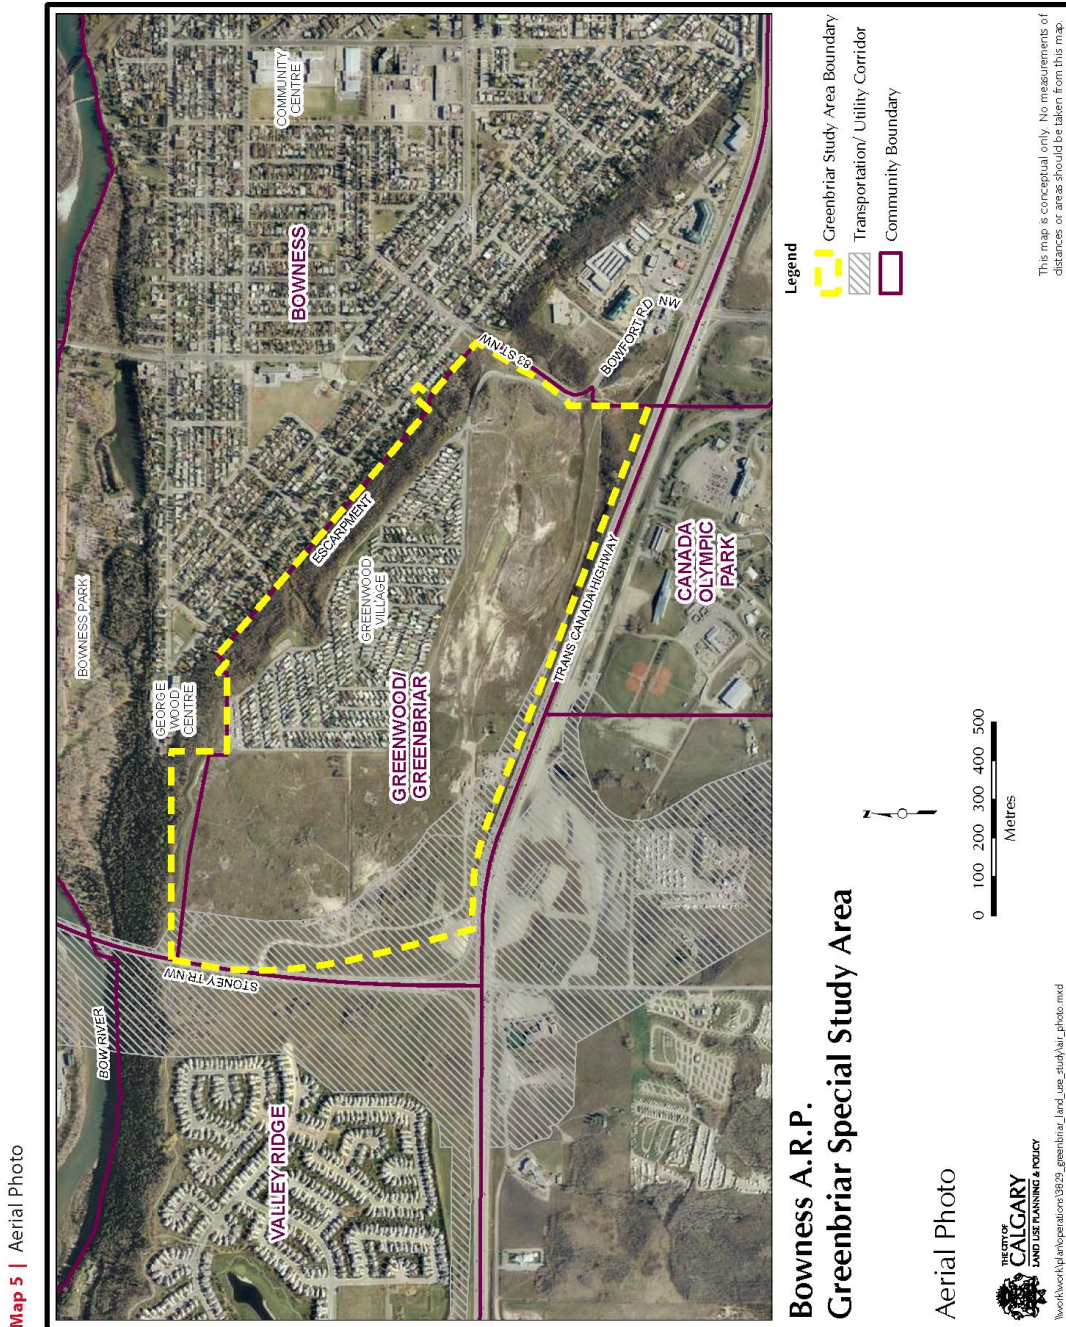 Map 5 | Aerial Photo
BOW RIVER
STONEY TR NW
VALLEY RIDGE
BOWNESS PARK
GEORGE
WOOD
CENTRE
COMMUNITY
CENTRE
BOWNESS
ESCARPMENT
GREENWOOD
VILLAGE
GREENWOOD/
GREENBRIAR
83 ST NW
BOWFORT RD
NW
TRANS CANADA HIGHWAY
CANADA
OLYMPIC
PARK
Bowness A.R.P.
Greenbriar Special Study Area
Aerial Photo
THE CITY OF
CALGARY
LAND USE PLANNING & POLICY
\\work\work\plan\operations\3829_greenbriar_land_use_study\air_photo.mxd
N
0 100 200 300 400 500
Metres
Legend
Greenbriar Study Area Boundary
Transportation/ Utility Corridor
Community Boundary
This map is conceptual only. No measurements of
distances or areas should be taken from this map.